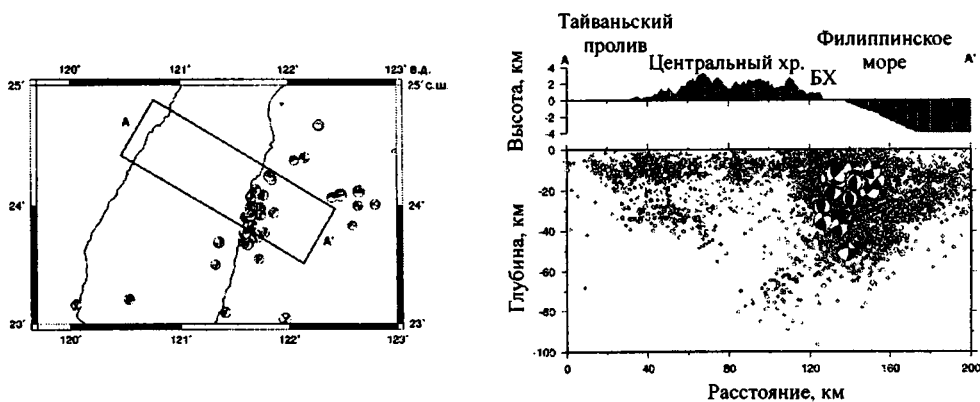 120˚ 121˚ 122˚ 123˚ в.д.
25˚ 25˚ с.ш.
A
24˚ 24˚
A'
23˚ 23˚
120˚ 121˚ 122˚ 123˚
Тайваньский
пролив
Филиппинское
море
A A'
Центральный хр.
БХ
Высота, км
4
2
0
-2
-4
Глубина, км
0
-20
-40
-60
-80
-100
0 40 80 120 160 200
Расстояние, км